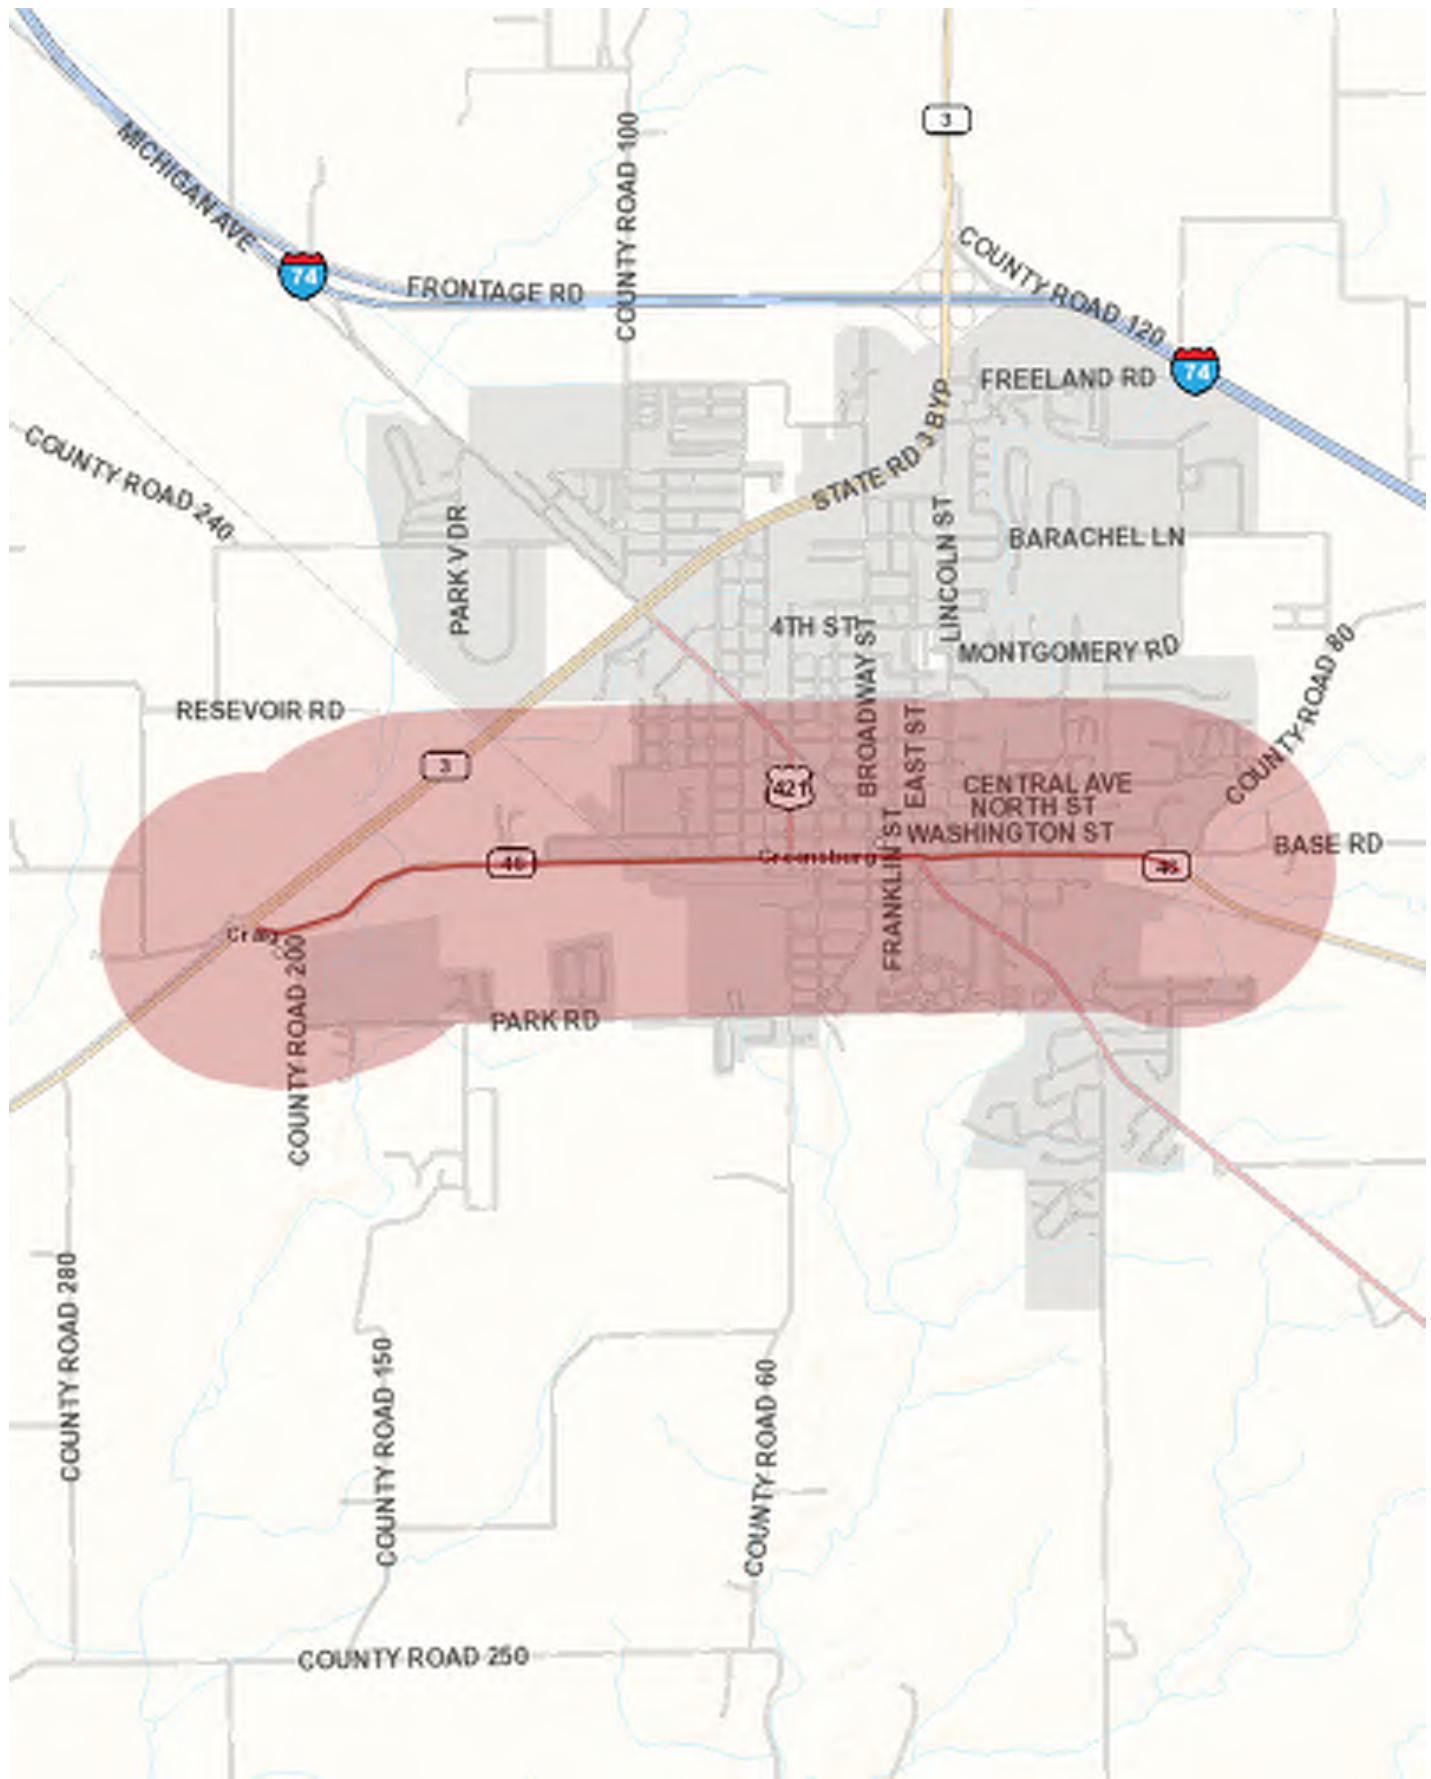 3
COUNTY ROAD 100
MICHIGAN AVE
COUNTY ROAD 120
74
FRONTAGE RD
74
FREELAND RD
STATE RD 3 BYP
COUNTY ROAD 240
LINCOLN ST
PARK V DR
BARACHEL LN
4TH ST
BROADWAY ST
MONTGOMERY RD
COUNTY ROAD 80
RESEVOIR RD
EAST ST
3
421
CENTRAL AVE
NORTH ST
FRANKLIN ST
WASHINGTON ST
BASE RD
46
Greensburg
46
Craig
COUNTY ROAD 200
PARK RD
COUNTY ROAD 280
COUNTY ROAD 150
COUNTY ROAD 60
COUNTY ROAD 250